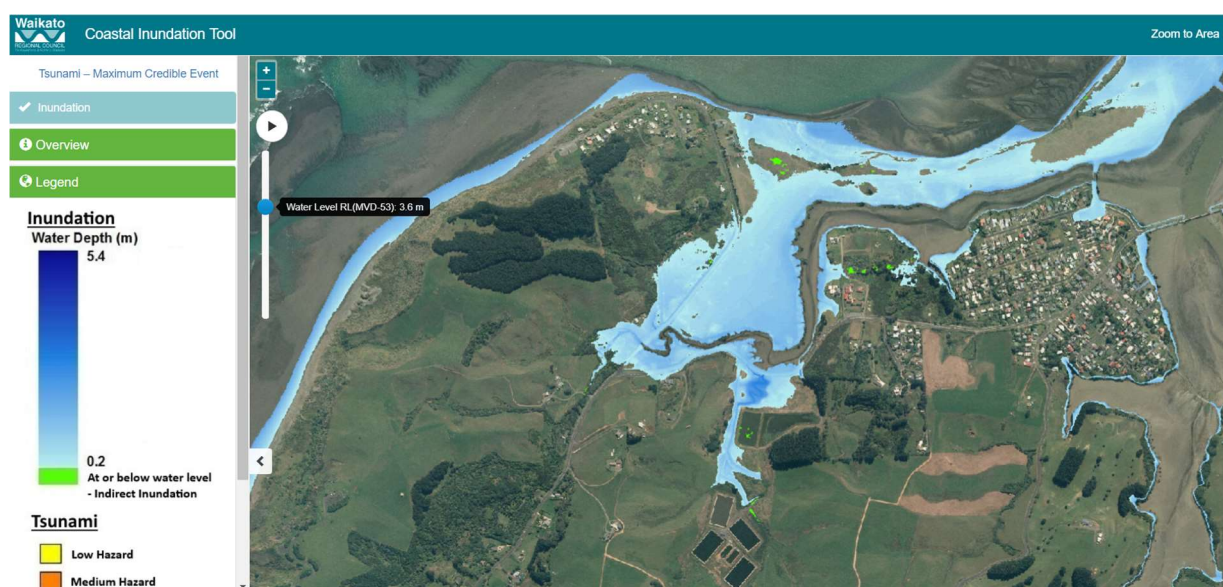 Waikato
REGIONAL COUNCIL
Coastal Inundation Tool
Zoom to Area
Tsunami – Maximum Credible Event
Inundation
Overview
Legend
Inundation
Water Depth (m)
5.4
0.2
At or below water level
- Indirect Inundation
Tsunami
Low Hazard
Medium Hazard
+
-
Water Level RL(MVD-53): 3.6 m